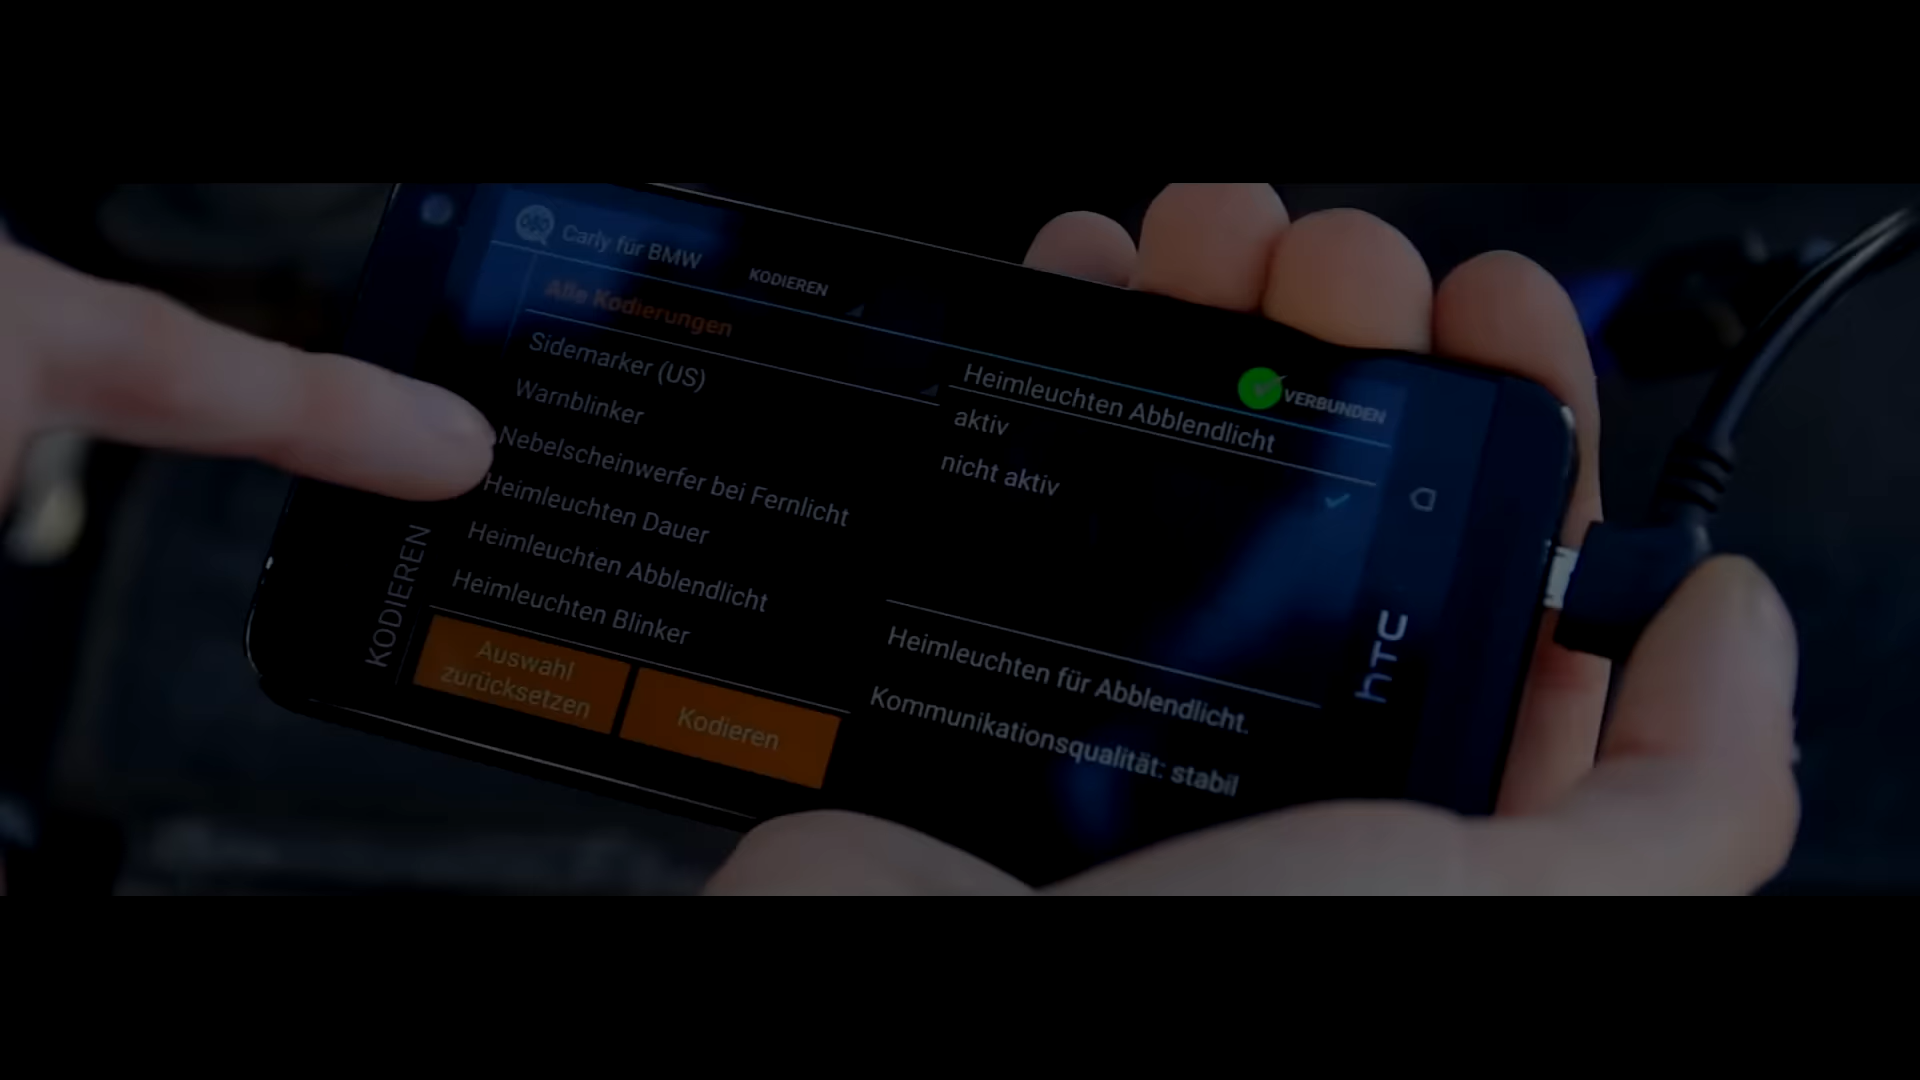 Carly für BMW
KODIEREN
Alle Kodierungen
Sidemarker (US)
Warnblinker
Nebelscheinwerfer bei Fernlicht
Heimleuchten Dauer
Heimleuchten Abblendlicht
Heimleuchten Blinker
Auswahl
zurücksetzen
Kodieren
KODIEREN
VERBUNDEN
Heimleuchten Abblendlicht
aktiv
nicht aktiv
Heimleuchten für Abblendlicht.
Kommunikationsqualität: stabil
hTC